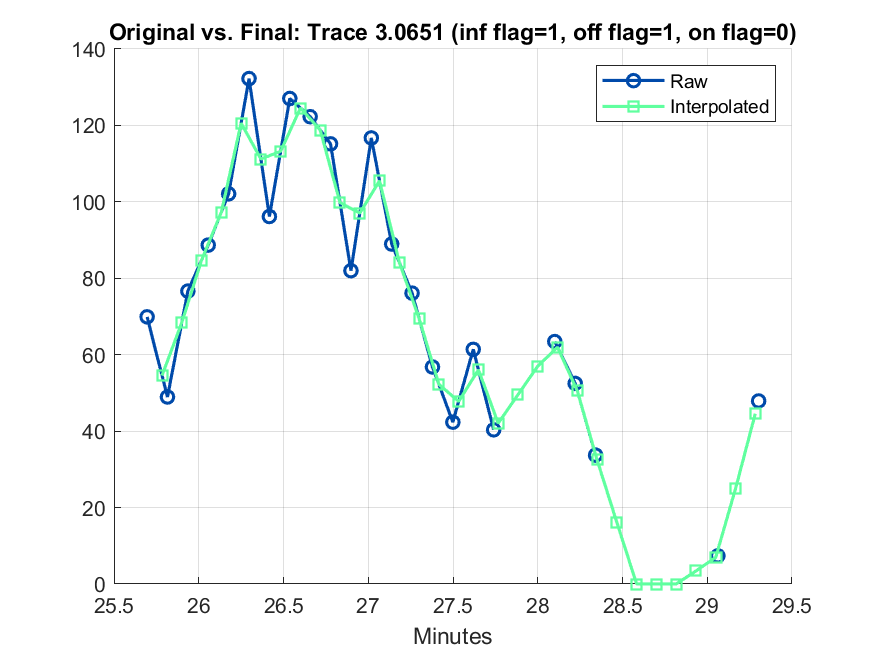 Original vs. Final: Trace 3.0651 (inf flag=1, off flag=1, on flag=0)
140
120
100
80
60
40
20
0
Raw
Interpolated
25.5 26 26.5 27 27.5 28 28.5 29 29.5
Minutes